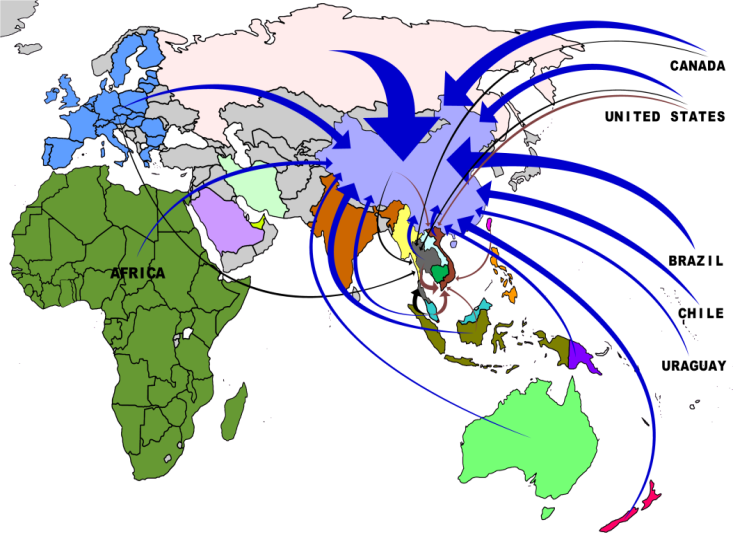 CANADA
UNITED STATES
AFRICA
BRAZIL
CHILE
URAGUAY